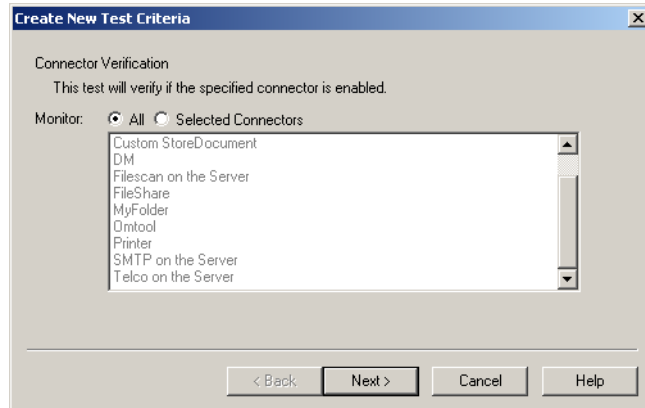 Create New Test Criteria
Connector Verification
This test will verify if the specified connector is enabled.
Monitor: All Selected Connectors
Custom StoreDocument
DM
Filescan on the Server
FileShare
MyFolder
Omtool
Printer
SMTP on the Server
Telco on the Server
< Back Next > Cancel Help